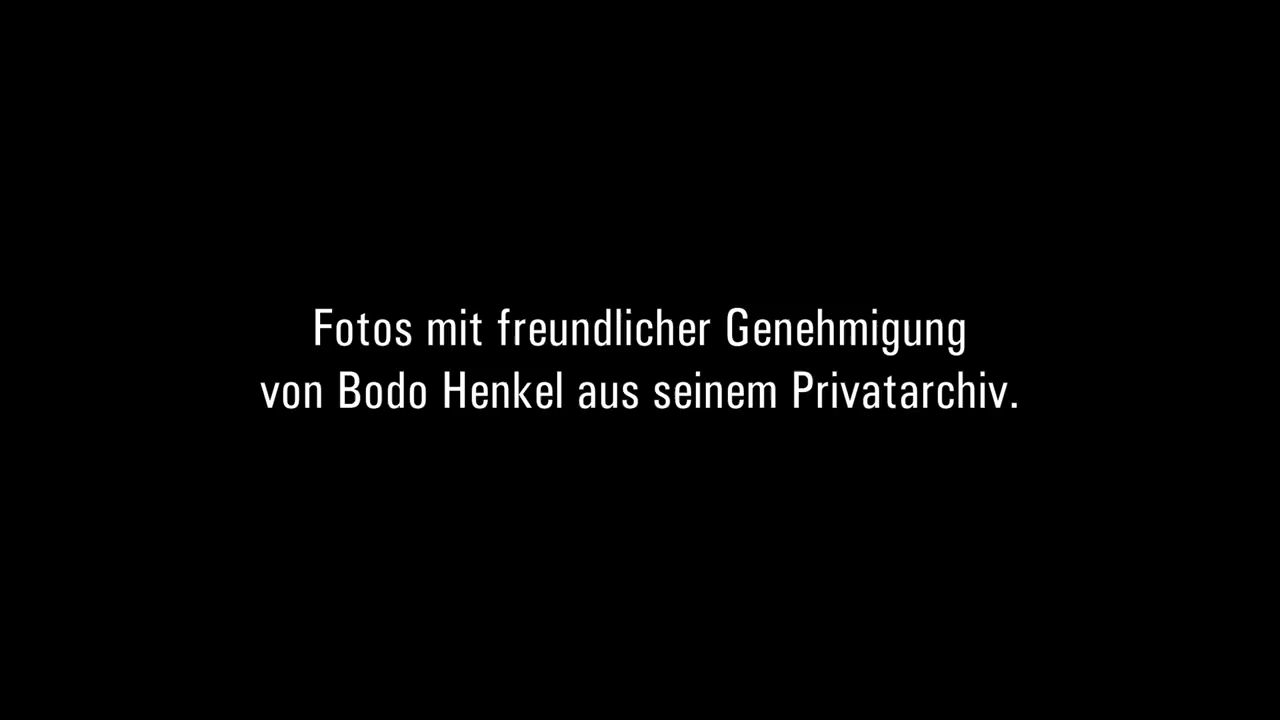 Fotos mit freundlicher Genehmigung
von Bodo Henkel aus seinem Privatarchiv.